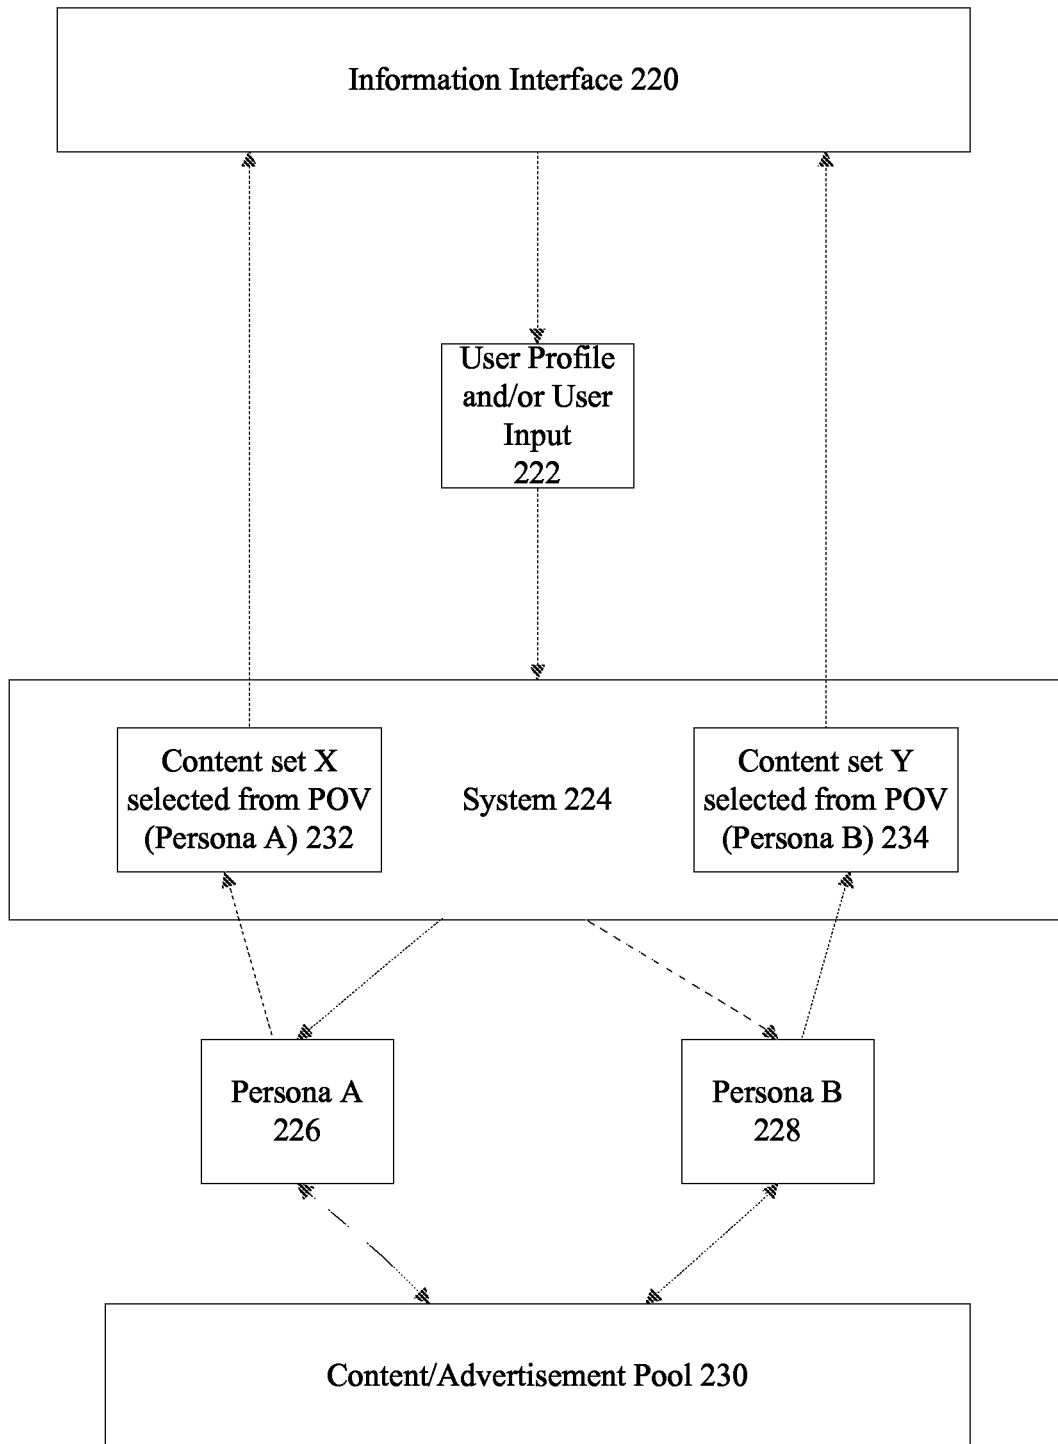 Information Interface 220
User Profile
and/or User
Input
222
Content set X
selected from POV
(Persona A) 232
System 224
Content set Y
selected from POV
(Persona B) 234
Persona A
226
Persona B
228
Content/Advertisement Pool 230